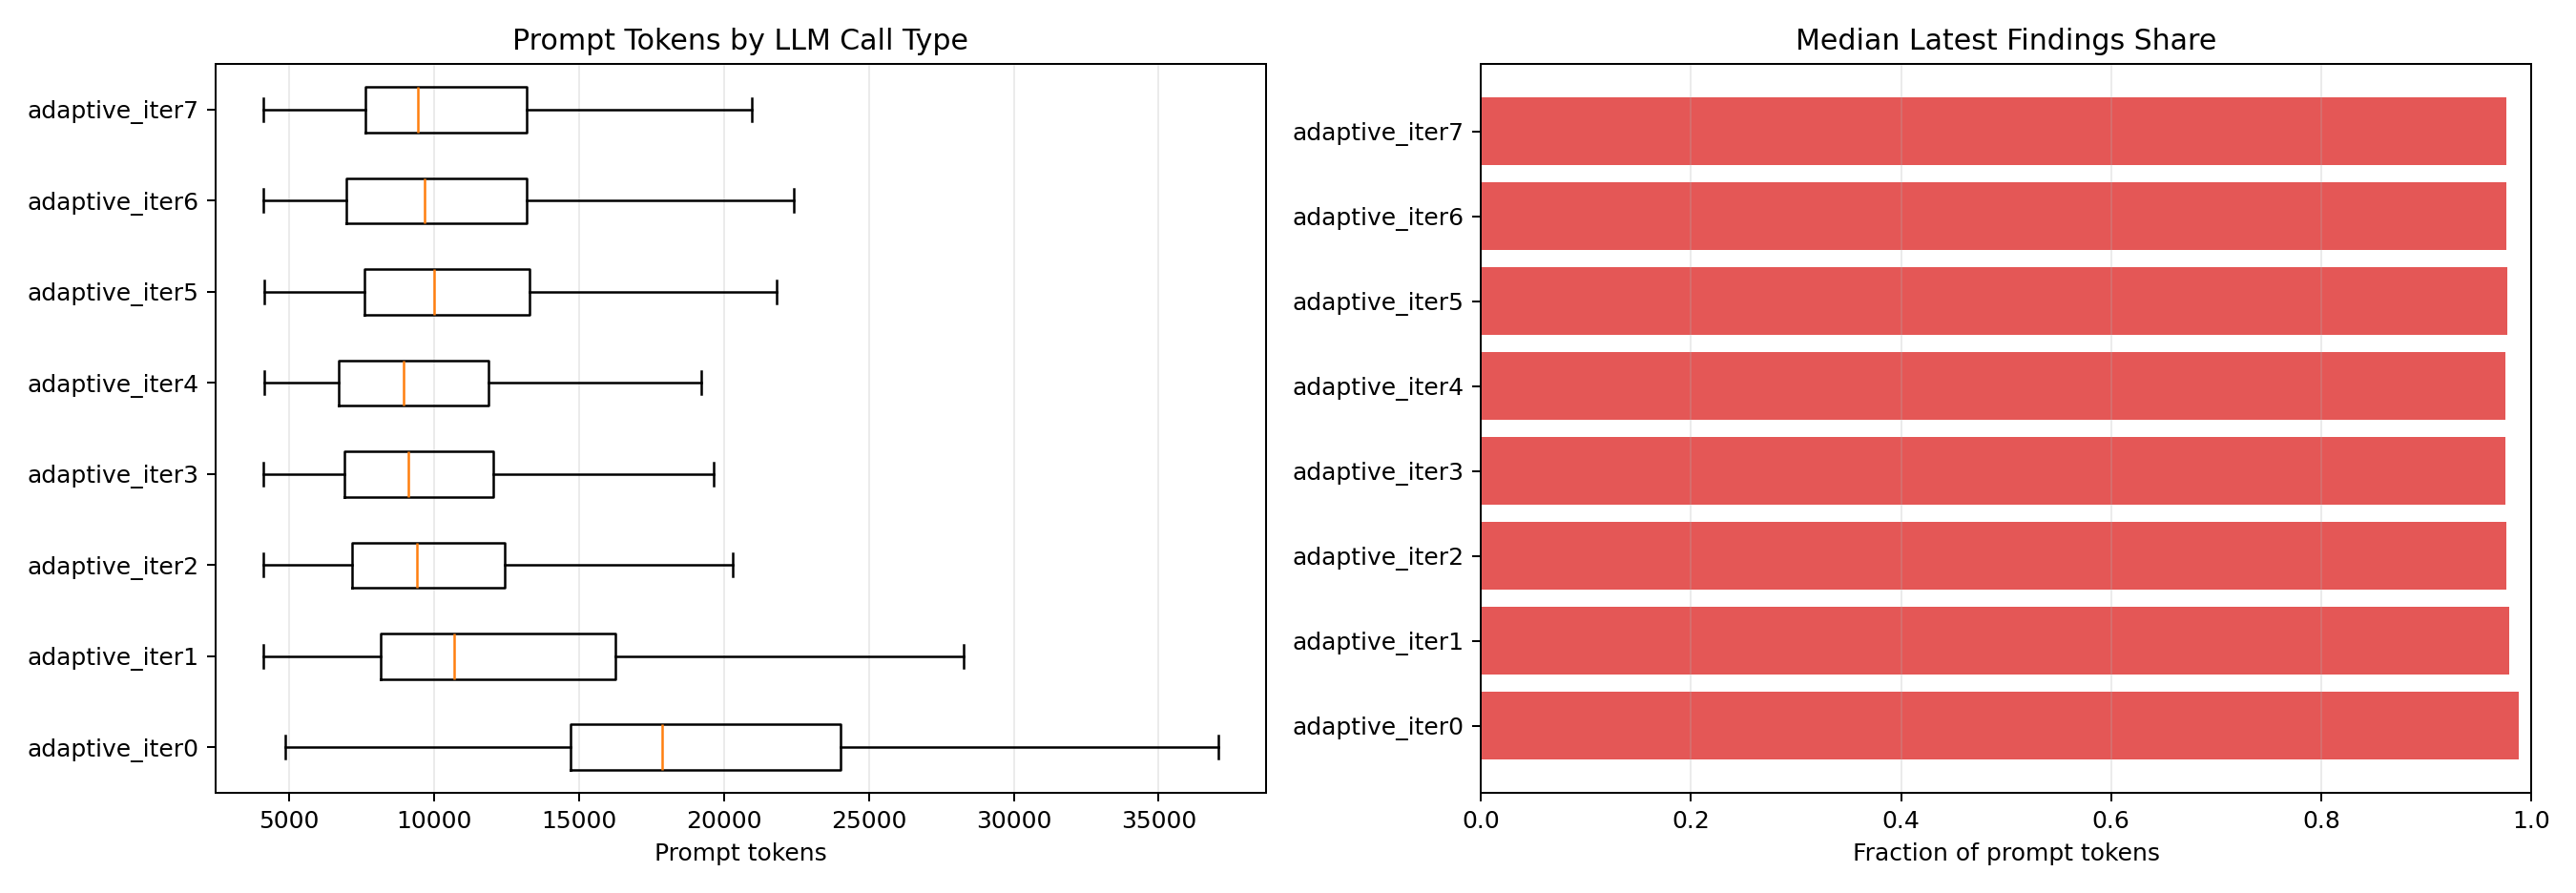 Prompt Tokens by LLM Call Type
adaptive_iter7
adaptive_iter6
adaptive_iter5
adaptive_iter4
adaptive_iter3
adaptive_iter2
adaptive_iter1
adaptive_iter0
5000 10000 15000 20000 25000 30000 35000
Prompt tokens
Median Latest Findings Share
adaptive_iter7
adaptive_iter6
adaptive_iter5
adaptive_iter4
adaptive_iter3
adaptive_iter2
adaptive_iter1
adaptive_iter0
0.0 0.2 0.4 0.6 0.8 1.0
Fraction of prompt tokens